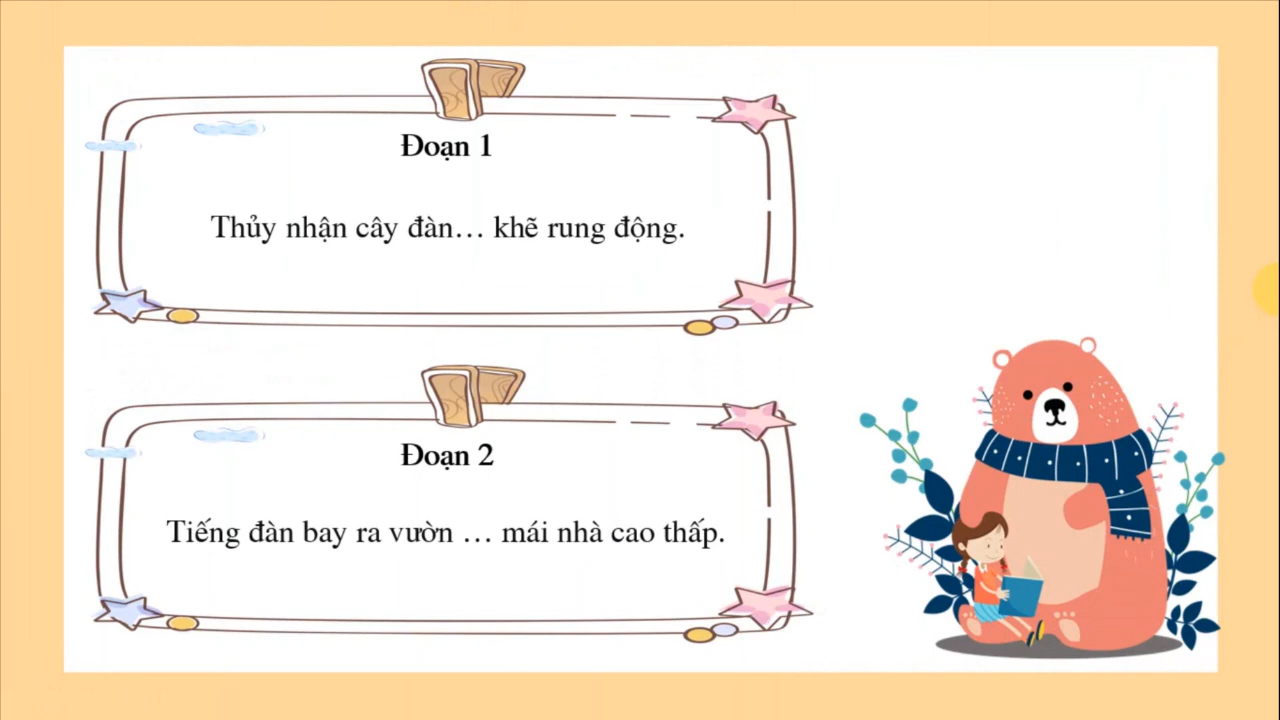 Đoạn 1
Thủy nhận cây đàn… khẽ rung động.
Đoạn 2
Tiếng đàn bay ra vườn … mái nhà cao thấp.